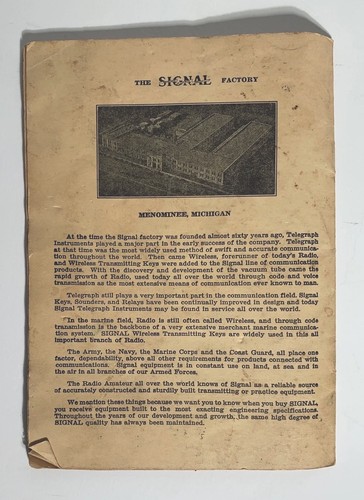 THE SIGNAL FACTORY
MENOMINEE, MICHIGAN
At the time the Signal factory was founded almost sixty years ago, Telegraph
Instruments played a major part in the early success of the company. Telegraph
at that time was the most widely used method of swift and accurate communica-
tion throughout the world. Then came Wireless, forerunner of today's Radio,
and Wireless Transmitting Keys were added to the Signal line of communication
products. With the discovery and development of the vacuum tube came the
rapid growth of Radio, used today all over the world through code and voice
transmission as the most extensive means of communication ever known to man.
Telegraph still plays a very important part in the communication field. Signal
Keys, Sounders, and Relays have been continually improved in design and today
Signal Telegraph Instruments may be found in service all over the world.
In the marine field, Radio is still often called Wireless, and through code
transmission is the backbone of a very extensive merchant marine communica-
tion system. SIGNAL Wireless Transmitting Keys are widely used in this all
important branch of Radio.
The Army, the Navy, the Marine Corps and the Coast Guard, all place one
factor, dependability, above all other requirements for products connected with
communications. Signal equipment is in constant use on land, at sea and in
the air in all branches of our Armed Forces.
The Radio Amateur all over the world knows of Signal as a reliable source
of accurately constructed and sturdily built transmitting or practice equipment.
We mention these things because we want you to know when you buy SIGNAL,
you receive equipment built to the most exacting engineering specifications.
Throughout the years of our development and growth, the same high degree of
SIGNAL quality has always been maintained.